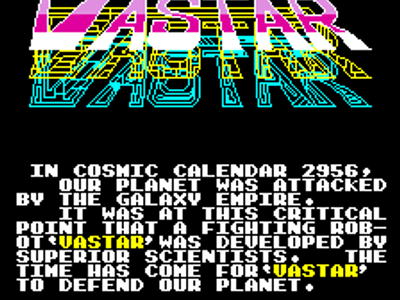 VASTAR
IN COSMIC CALENDAR 2956,
OUR PLANET WAS ATTACKED
BY THE GALAXY EMPIRE.
IT WAS AT THIS CRITICAL
POINT THAT A FIGHTING ROB-
OT‘VASTAR’WAS DEVELOPED BY
SUPERIOR SCIENTISTS. THE
TIME HAS COME FOR‘VASTAR’
TO DEFEND OUR PLANET.